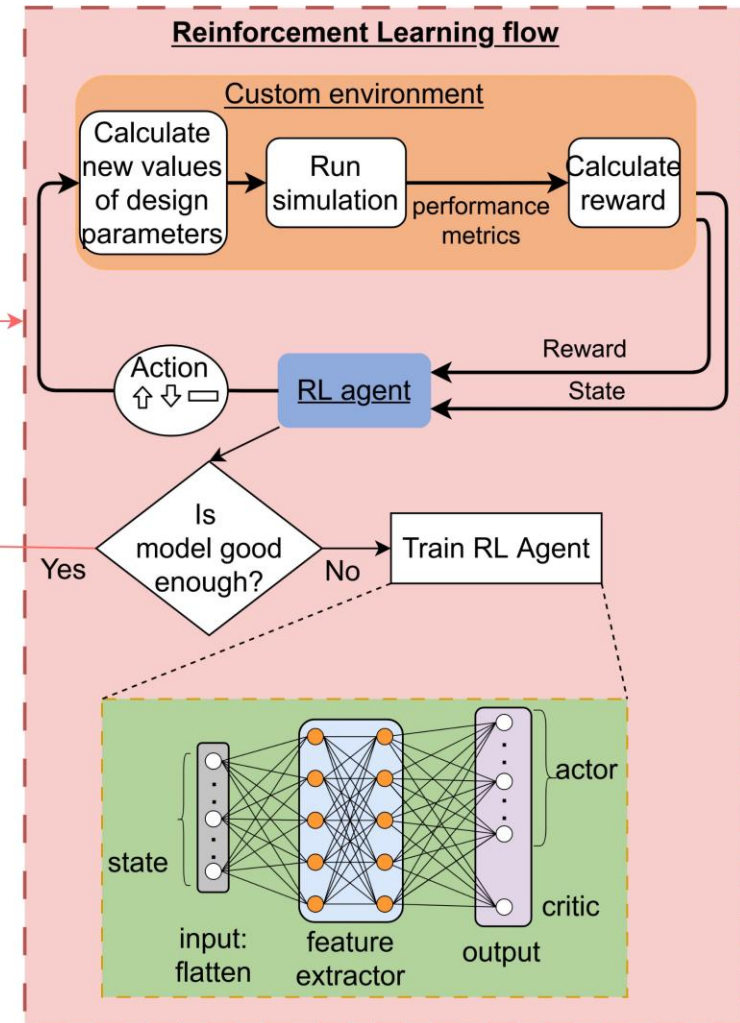 Reinforcement Learning flow
Custom environment
Calculate
new values
of design
parameters
Run
simulation
performance
metrics
Calculate
reward
Reward
State
Action
RL agent
Is
model good
enough?
Yes
No
Train RL Agent
state
input:
flatten
feature
extractor
output
actor
critic